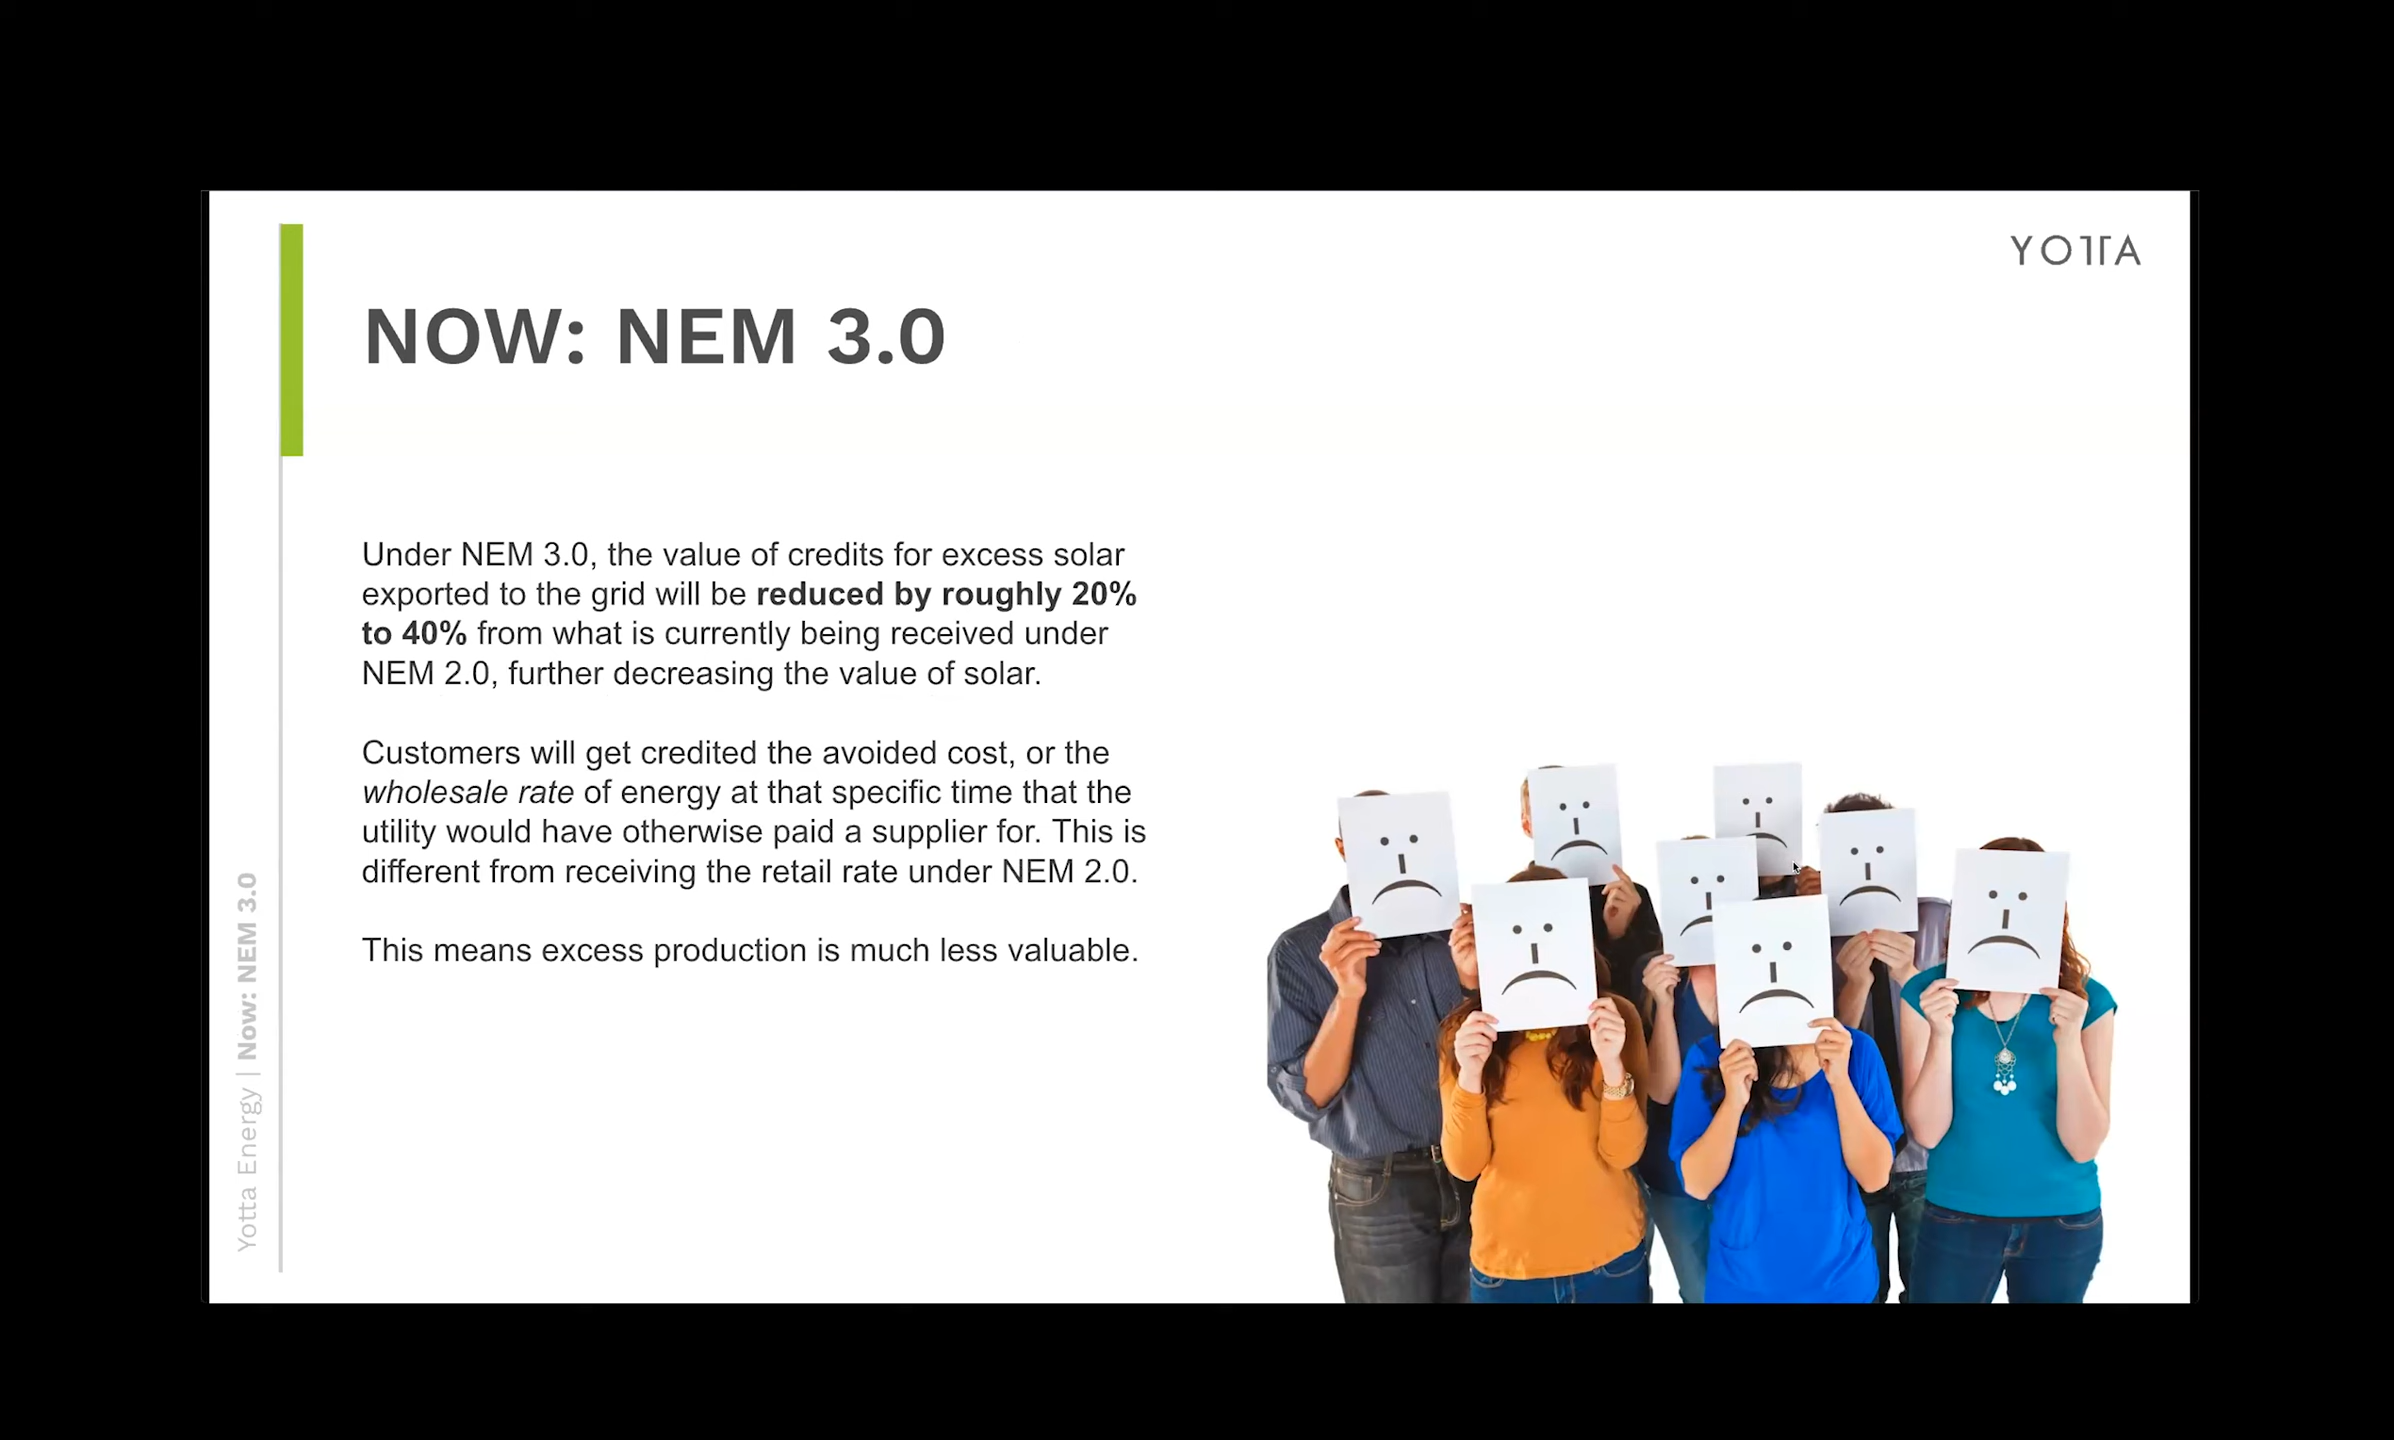 YOTTA
NOW: NEM 3.0
Under NEM 3.0, the value of credits for excess solar
exported to the grid will be reduced by roughly 20%
to 40% from what is currently being received under
NEM 2.0, further decreasing the value of solar.
Customers will get credited the avoided cost, or the
wholesale rate of energy at that specific time that the
utility would have otherwise paid a supplier for. This is
different from receiving the retail rate under NEM 2.0.
This means excess production is much less valuable.
Yotta Energy | Now: NEM 3.0